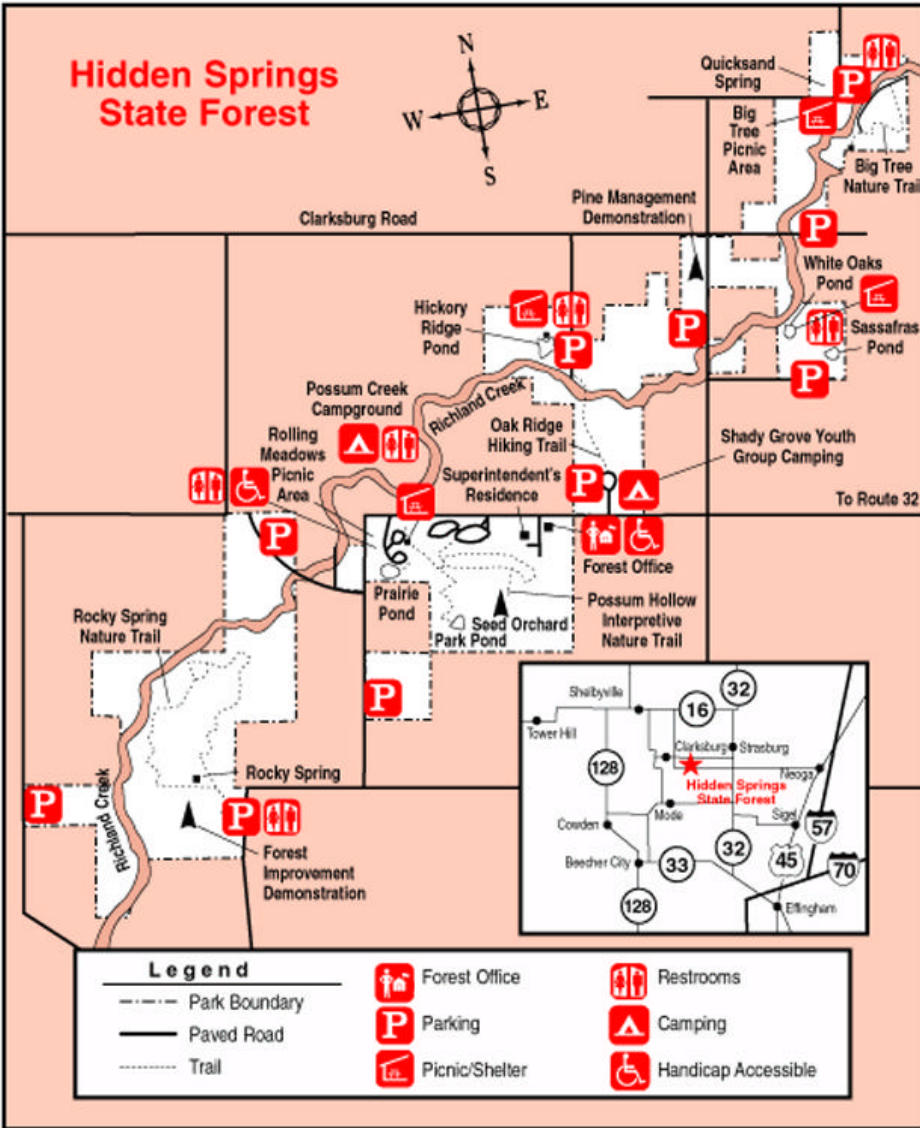 Hidden Springs
State Forest
N
W
E
S
Quicksand
Spring
P
Big
Tree
Picnic
Area
Big Tree
Nature Trail
Pine Management
Demonstration
Clarksburg Road
P
White Oaks
Pond
Hickory
Ridge
Pond
P
P
Sassafras
Pond
P
Possum Creek
Campground
Richland Creek
Oak Ridge
Hiking Trail
Rolling
Meadows
Picnic
Area
Shady Grove Youth
Group Camping
Superintendent's
Residence
P
To Route 32
P
Forest Office
Prairie
Pond
Possum Hollow
Interpretive
Nature Trail
Seed Orchard
Park Pond
Rocky Spring
Nature Trail
P
Rocky Spring
P
Richland Creek
P
Forest
Improvement
Demonstration
Shelbyville
32
16
Tower Hill
Clarksburg
Strasburg
128
Neoga
Hidden Springs
State Forest
Mode
Sigel
57
Cowden
32
45
Beecher City
33
70
128
Effingham
Legend
Park Boundary
Paved Road
Trail
Forest Office
P
Parking
Picnic/Shelter
Restrooms
Camping
Handicap Accessible